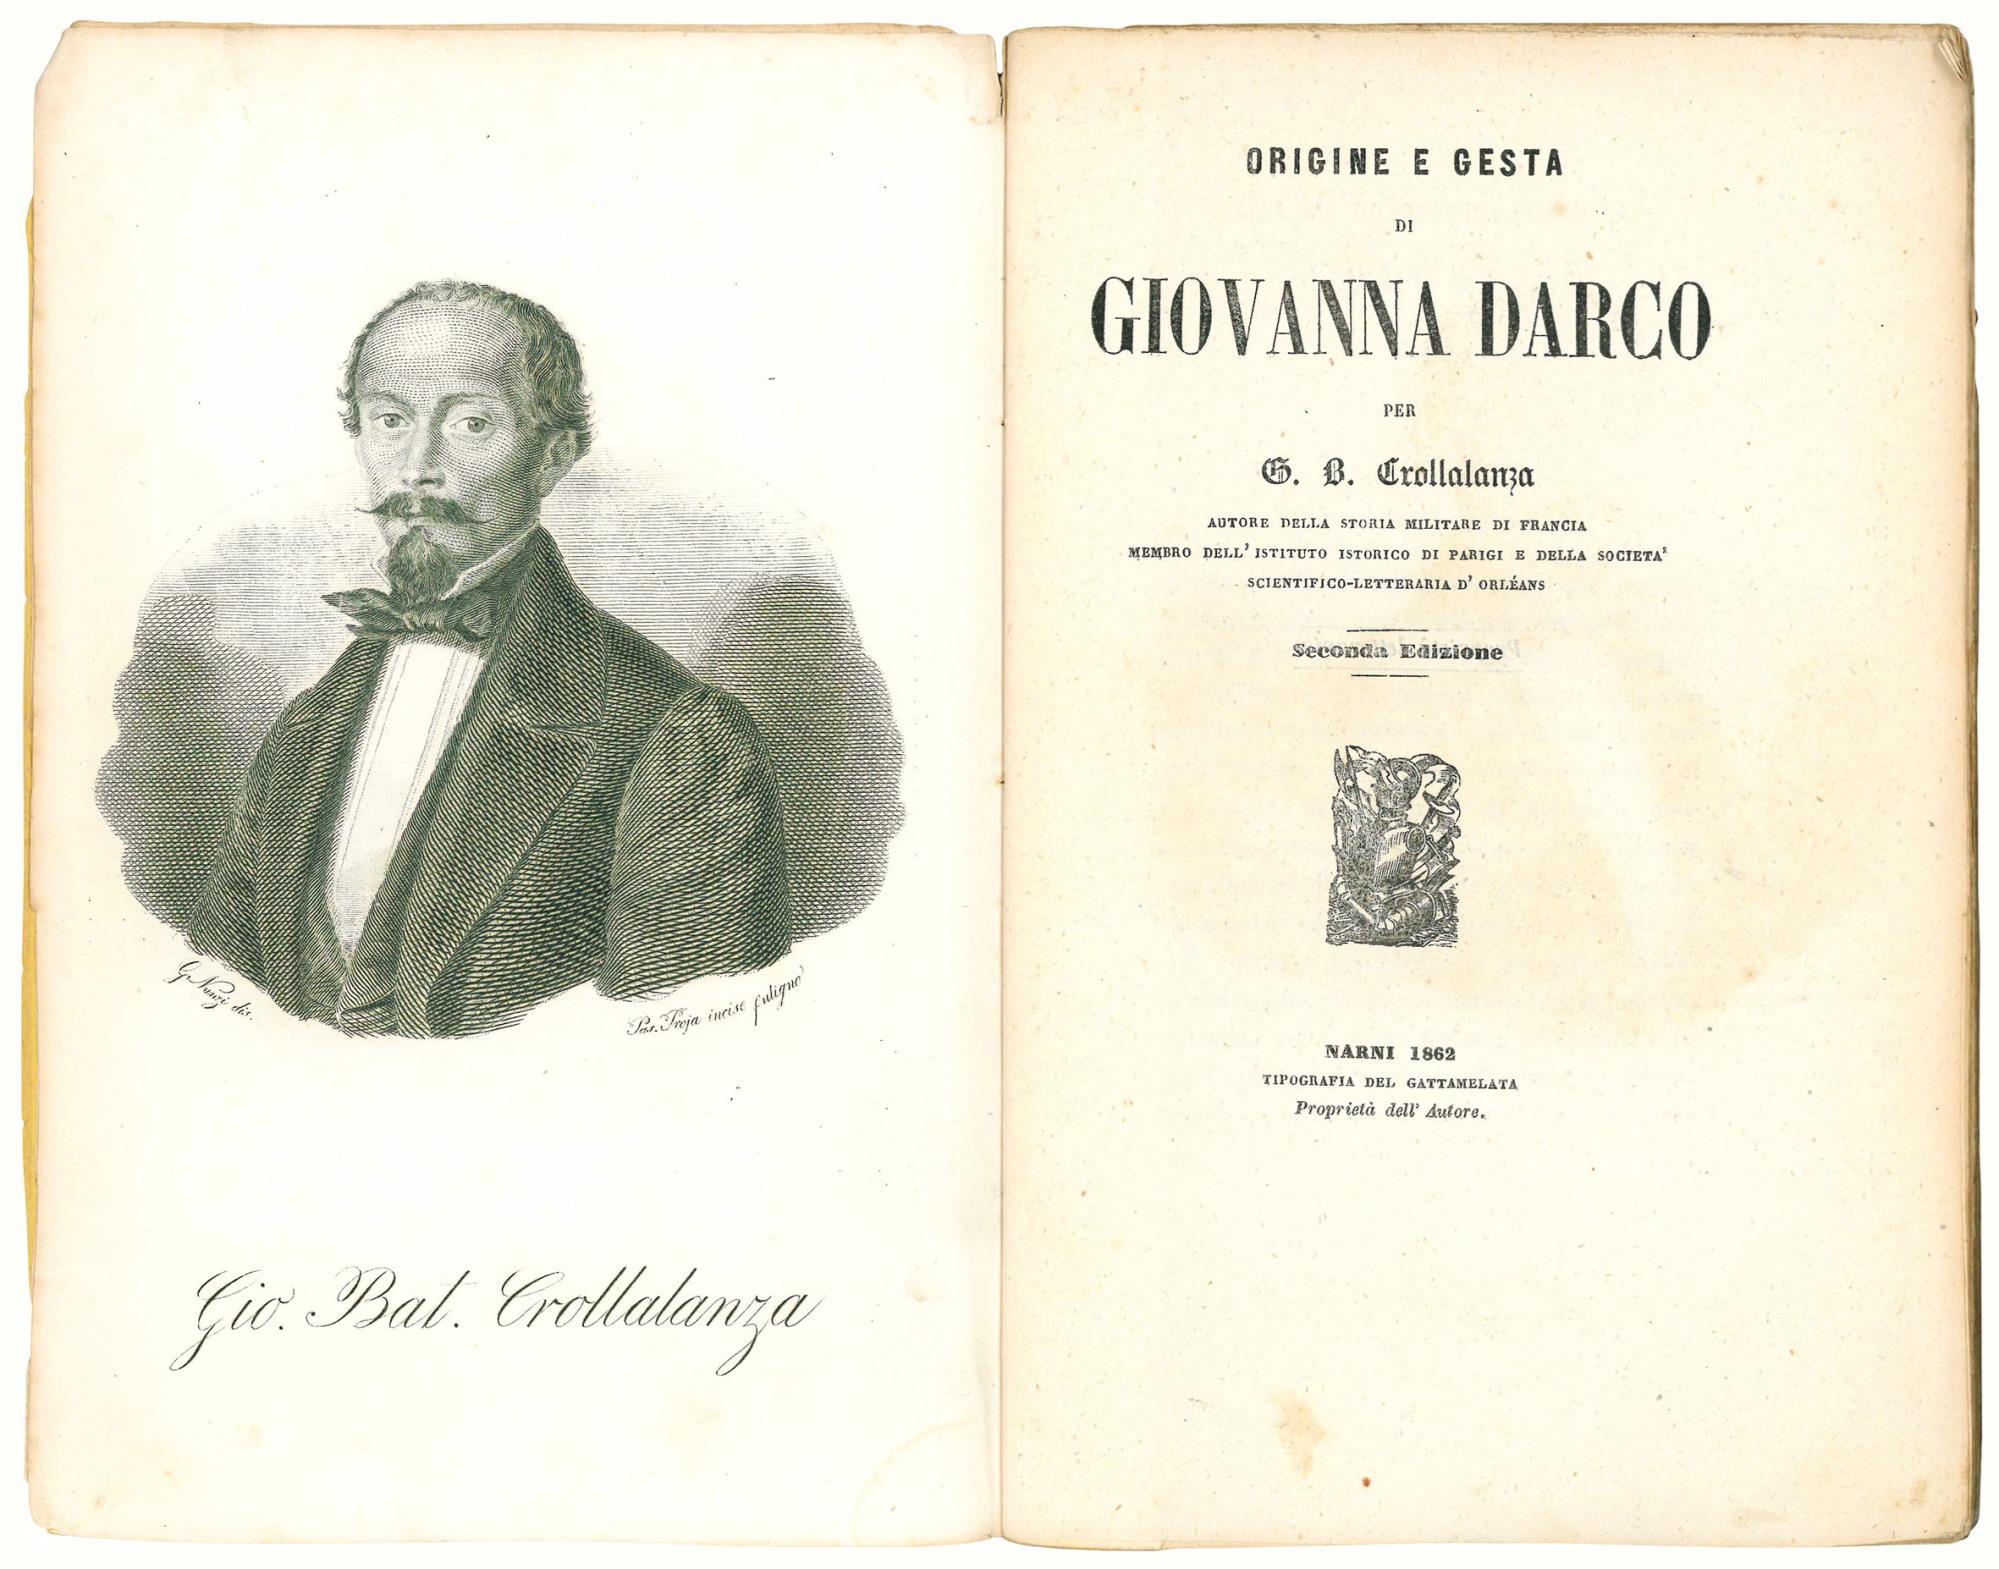 G. Nunzi dis.
Pas. Proja incise fuligno
Gio. Bat. Crollalanza
ORIGINE E GESTA
DI
GIOVANNA DARCO
PER
G. B. Crollalanza
AUTORE DELLA STORIA MILITARE DI FRANCIA
MEMBRO DELL' ISTITUTO ISTORICO DI PARIGI E DELLA SOCIETA'
SCIENTIFICO-LETTERARIA D' ORLÉANS
Seconda Edizione
NARNI 1862
TIPOGRAFIA DEL GATTAMELATA
Proprietà dell' Autore.